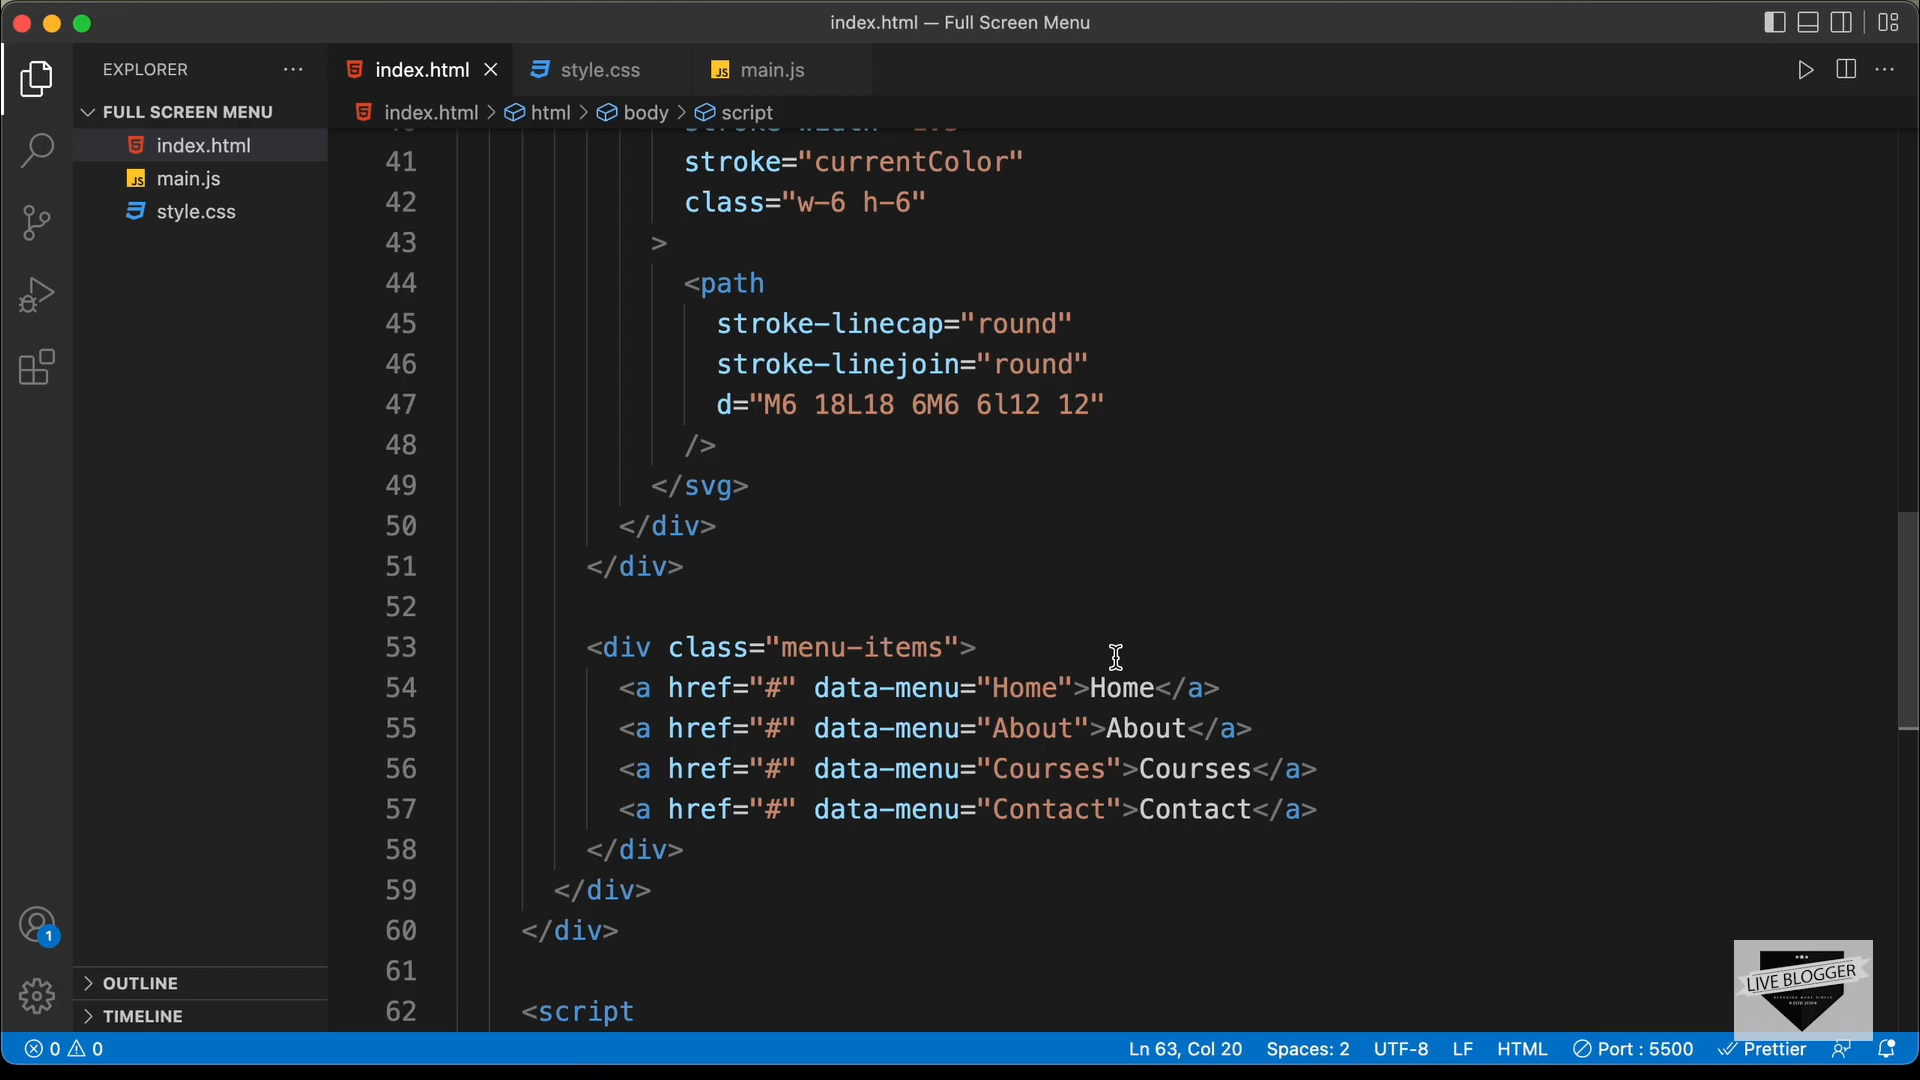 index.html — Full Screen Menu
EXPLORER
index.html
style.css
JS main.js
FULL SCREEN MENU
index.html > html > body > script
index.html
JS main.js
style.css
41 stroke="currentColor"
42 class="w-6 h-6"
43 >
44 <path
45 stroke-linecap="round"
46 stroke-linejoin="round"
47 d="M6 18L18 6M6 6l12 12"
48 />
49 </svg>
50 </div>
51 </div>
52
53 <div class="menu-items">
54 <a href="#" data-menu="Home">Home</a>
55 <a href="#" data-menu="About">About</a>
56 <a href="#" data-menu="Courses">Courses</a>
57 <a href="#" data-menu="Contact">Contact</a>
58 </div>
59 </div>
60 </div>
61
62 <script
1
OUTLINE
TIMELINE
LIVE BLOGGER
0 0
Ln 63, Col 20 Spaces: 2 UTF-8 LF HTML Port : 5500 Prettier